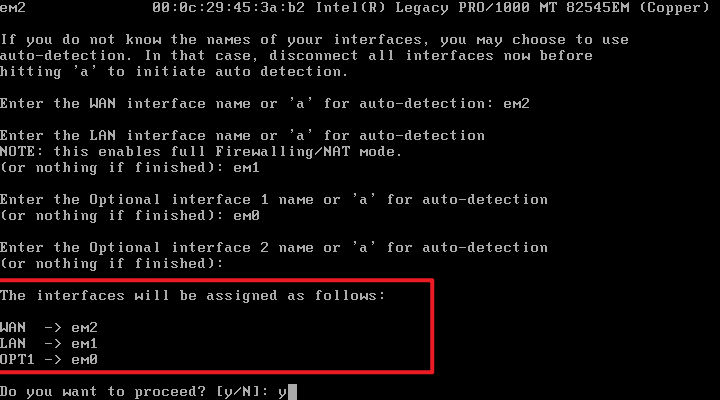 em2 00:0c:29:45:3a:b2 Intel(R) Legacy PRO/1000 MT 82545EM (Copper)
If you do not know the names of your interfaces, you may choose to use
auto-detection. In that case, disconnect all interfaces now before
hitting 'a' to initiate auto detection.
Enter the WAN interface name or 'a' for auto-detection: em2
Enter the LAN interface name or 'a' for auto-detection
NOTE: this enables full Firewalling/NAT mode.
(or nothing if finished): em1
Enter the Optional interface 1 name or 'a' for auto-detection
(or nothing if finished): em0
Enter the Optional interface 2 name or 'a' for auto-detection
(or nothing if finished):
The interfaces will be assigned as follows:
WAN -> em2
LAN -> em1
OPT1 -> em0
Do you want to proceed? [y/N]: y